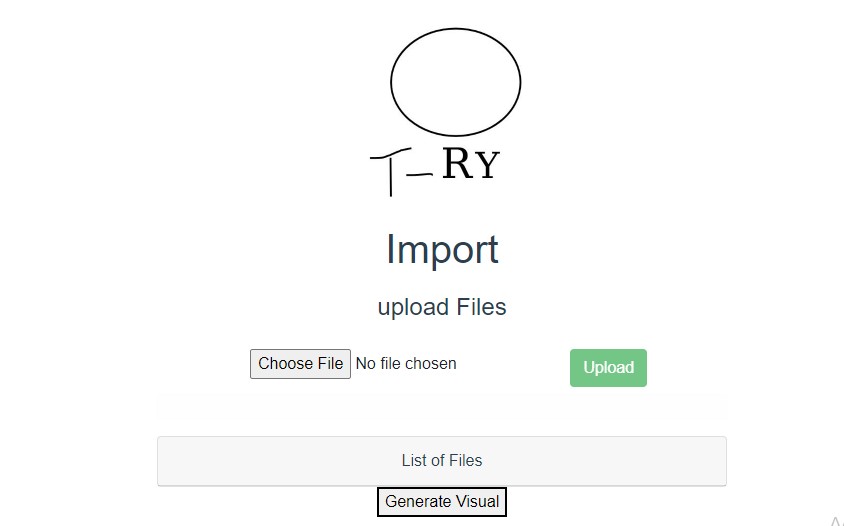 T-RY
Import
upload Files
Choose File No file chosen
Upload
List of Files
Generate Visual